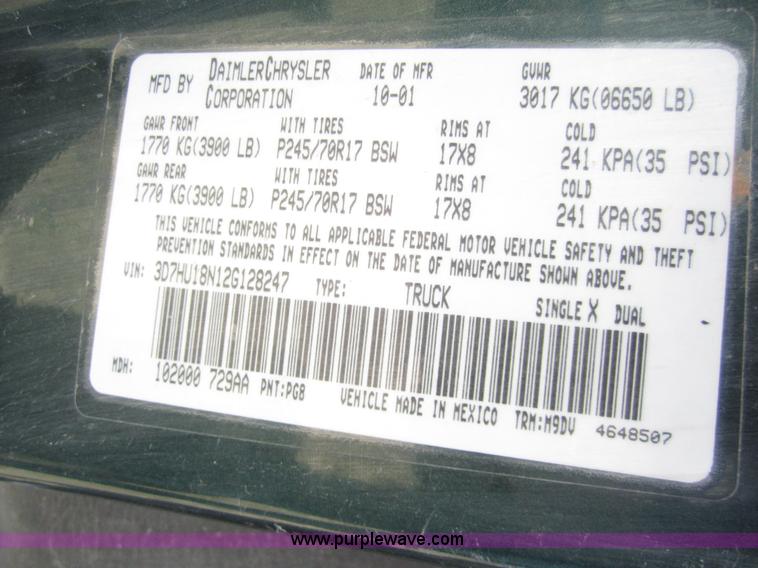 MFD BY DAIMLERCHRYSLER CORPORATION DATE OF MFR 10-01 GVWR 3017 KG(06650 LB)
GAWR FRONT WITH TIRES RIMS AT COLD
1770 KG(3900 LB) P245/70R17 BSW 17X8 241 KPA(35 PSI)
GAWR REAR WITH TIRES RIMS AT COLD
1770 KG(3900 LB) P245/70R17 BSW 17X8 241 KPA(35 PSI)
THIS VEHICLE CONFORMS TO ALL APPLICABLE FEDERAL MOTOR VEHICLE SAFETY AND THEFT
PREVENTION STANDARDS IN EFFECT ON THE DATE OF MANUFACTURE SHOWN ABOVE.
VIN: 3D7HU18N12G128247 TYPE: TRUCK SINGLE X DUAL
MDH: 102000 729AA PNT:PG8 VEHICLE MADE IN MEXICO TRM:M9DV 4648507
www.purplewave.com